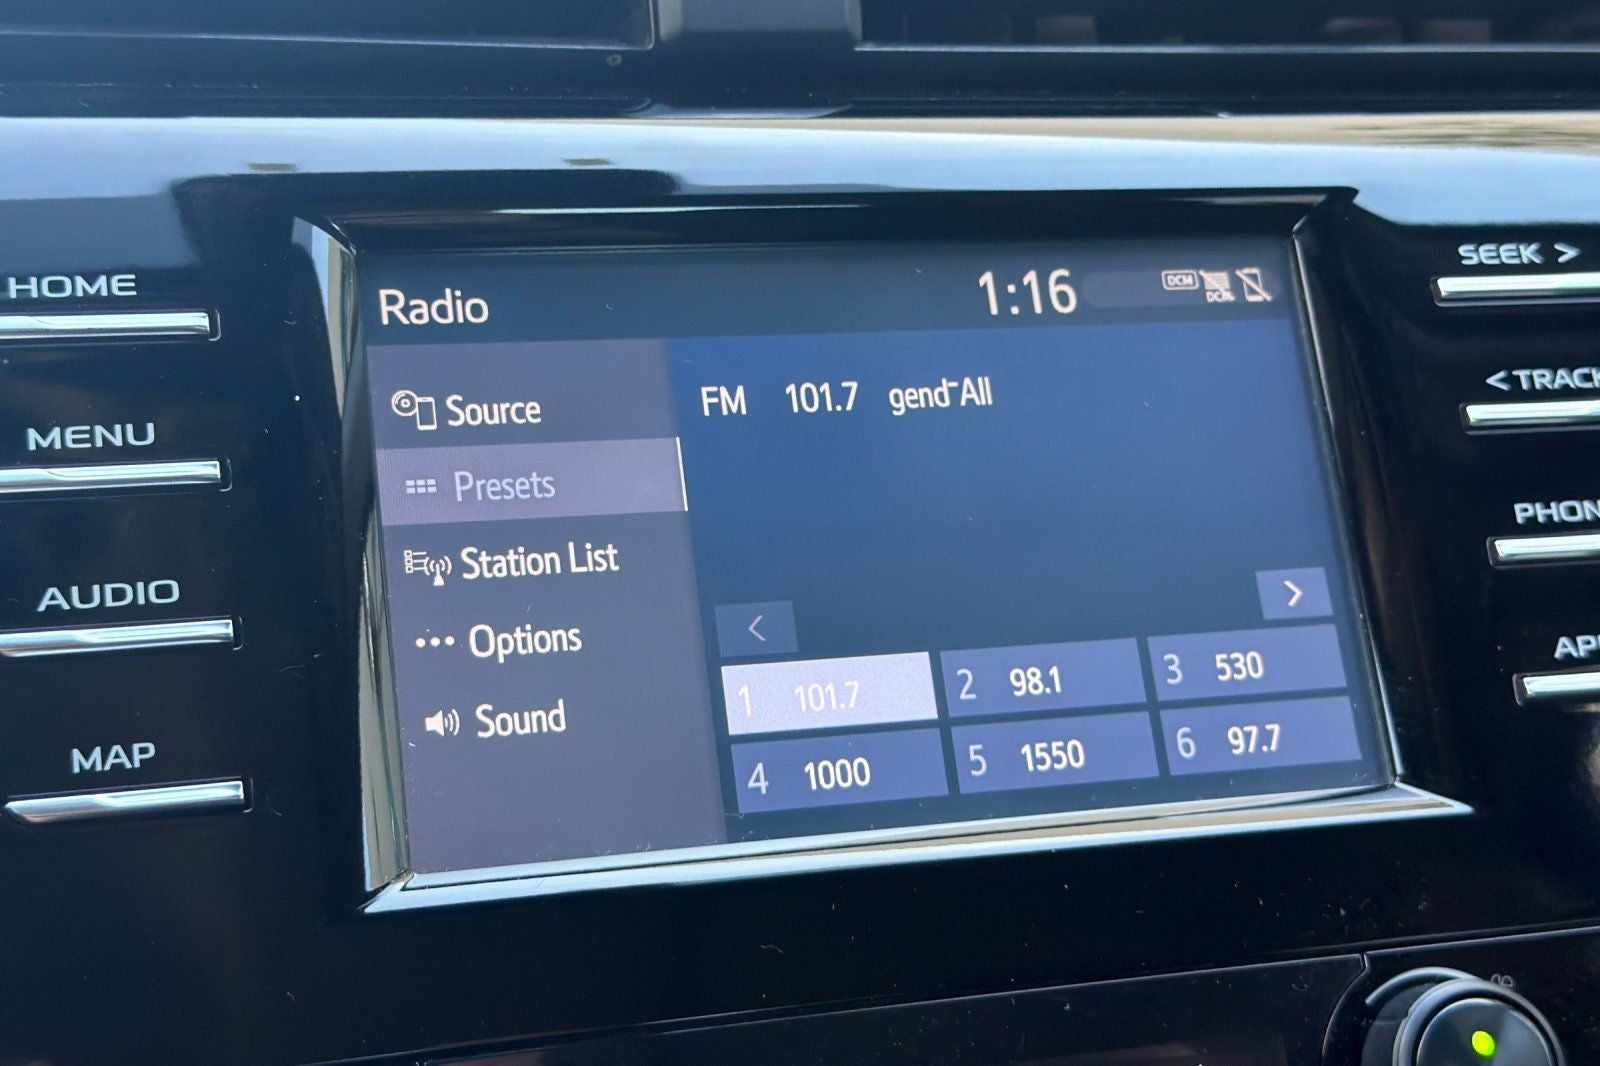 HOME
MENU
AUDIO
MAP
Radio
1:16
DCM
DCM
Source
Presets
Station List
Options
Sound
FM 101.7 gend¯All
<
>
1 101.7
2 98.1
3 530
4 1000
5 1550
6 97.7
SEEK >
< TRACK
PHON
AP